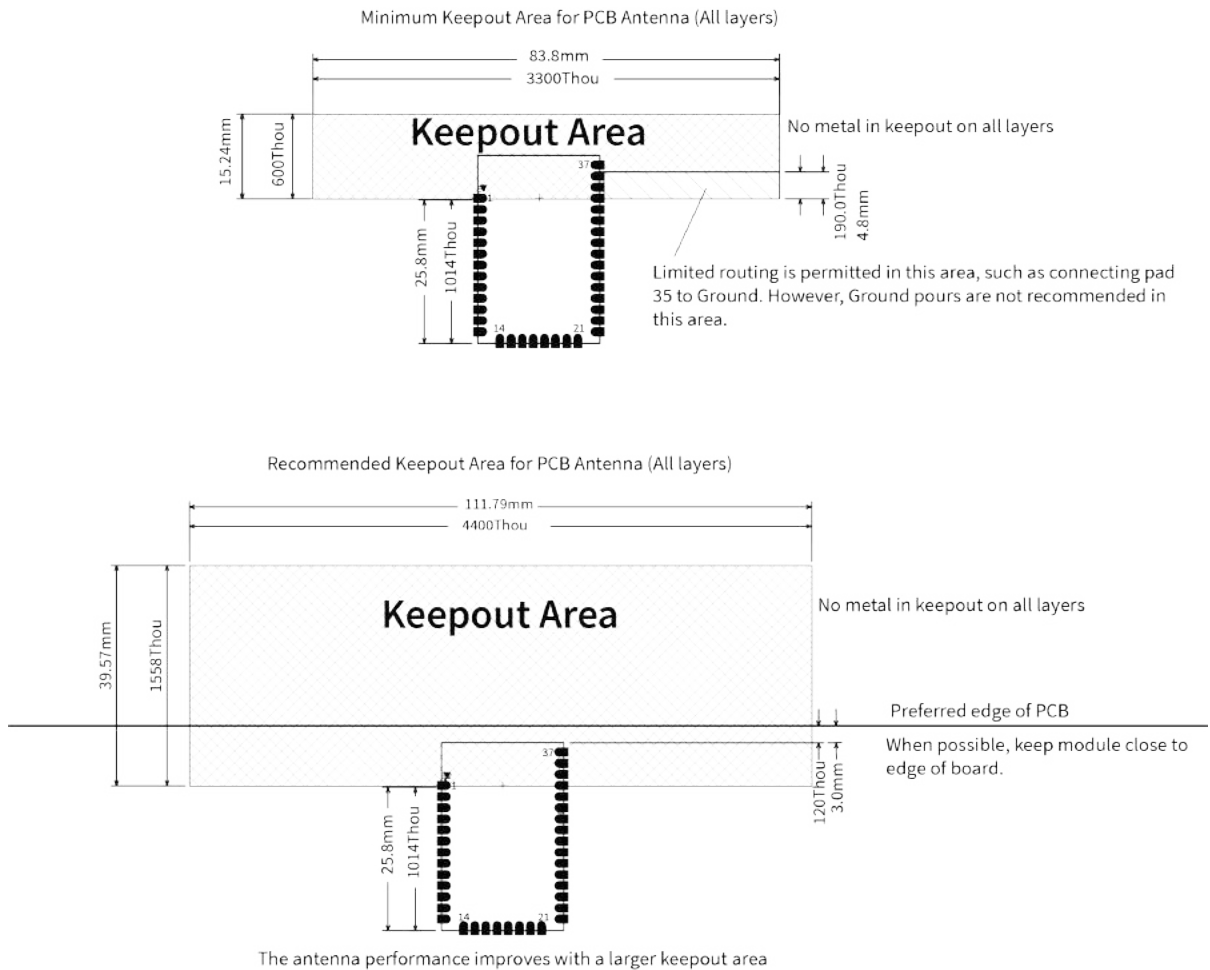 Minimum Keepout Area for PCB Antenna (All layers)
83.8mm
3300Thou
Keepout Area
No metal in keepout on all layers
15.24mm
600Thou
37
1
190.0Thou
4.8mm
25.8mm
1014Thou
Limited routing is permitted in this area, such as connecting pad
35 to Ground. However, Ground pours are not recommended in
this area.
14
21
Recommended Keepout Area for PCB Antenna (All layers)
111.79mm
4400Thou
Keepout Area
No metal in keepout on all layers
39.57mm
1558Thou
Preferred edge of PCB
When possible, keep module close to
edge of board.
37
1
120Thou
3.0mm
25.8mm
1014Thou
14
21
The antenna performance improves with a larger keepout area